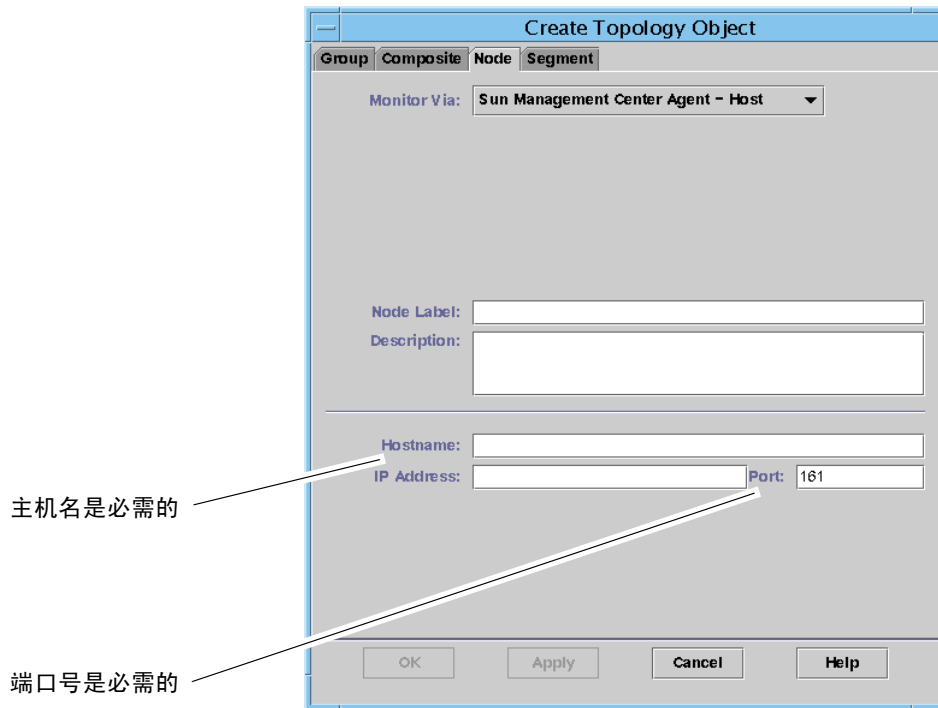 Create Topology Object
Group Composite Node Segment
Monitor Via: Sun Management Center Agent - Host
Node Label:
Description:
Hostname:
IP Address: Port: 161
主机名是必需的
OK Apply Cancel Help
端口号是必需的